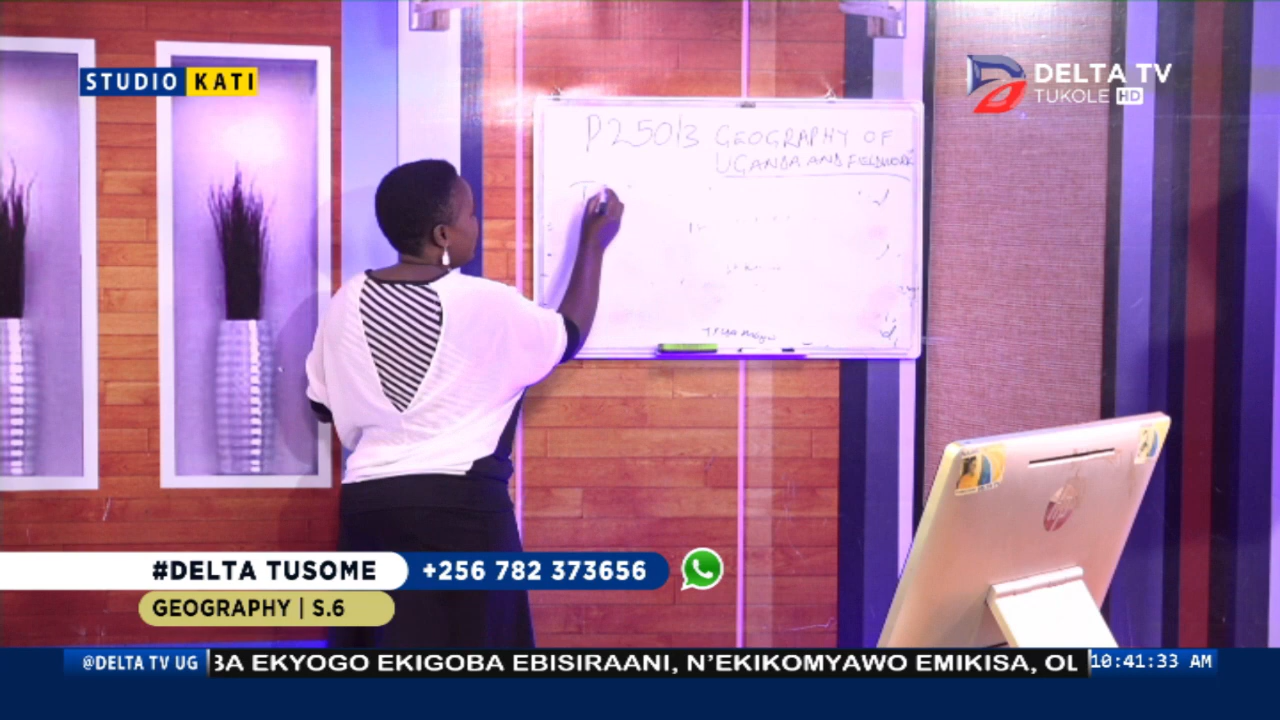 STUDIO KATI
DELTA TV
TUKOLE HD
P250/3 GEOGRAPHY OF
UGANDA AND FIELDWORK
#DELTA TUSOME +256 782 373656
GEOGRAPHY | S.6
@DELTA TV UG BA EKYOGO EKIGOBA EBISIRAANI, N'EKIKOMYAWO EMIKISA, OL 10:41:33 AM